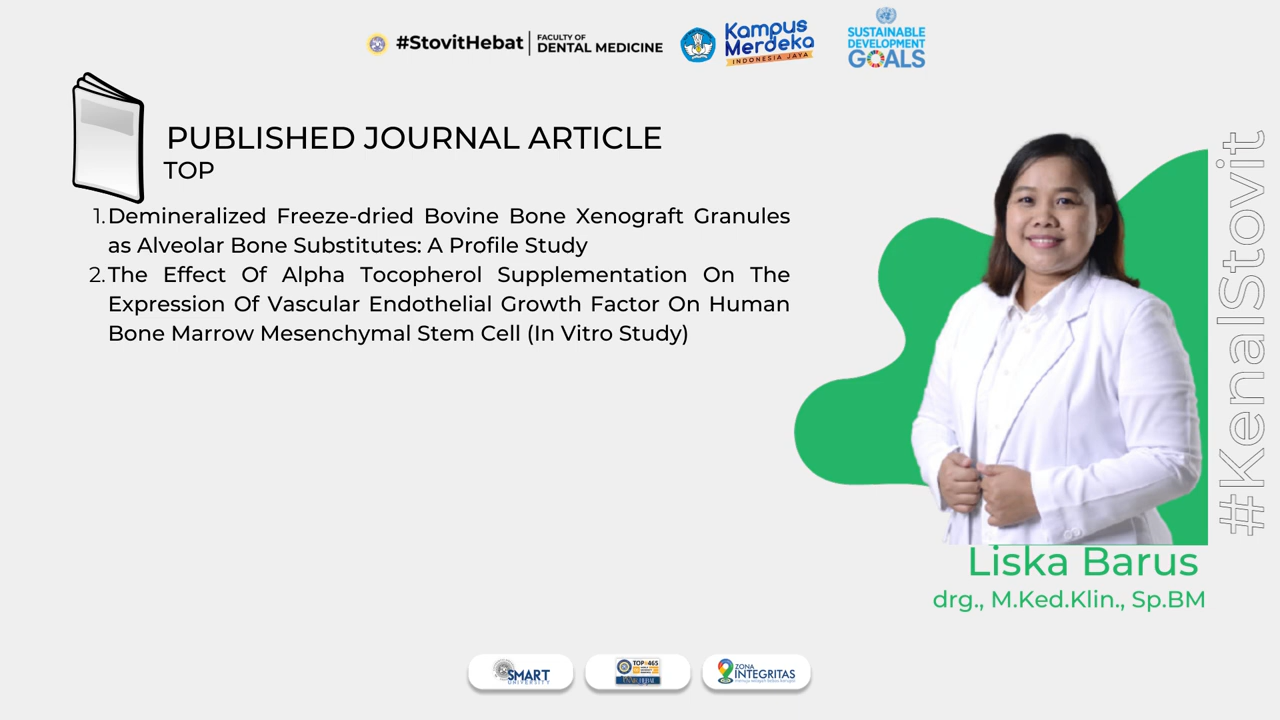 #StovitHebat
FACULTY OF
DENTAL MEDICINE
Kampus
Merdeka
INDONESIA JAYA
SUSTAINABLE
DEVELOPMENT
GOALS
PUBLISHED JOURNAL ARTICLE
TOP
1. Demineralized Freeze-dried Bovine Bone Xenograft Granules
as Alveolar Bone Substitutes: A Profile Study
2. The Effect Of Alpha Tocopherol Supplementation On The
Expression Of Vascular Endothelial Growth Factor On Human
Bone Marrow Mesenchymal Stem Cell (In Vitro Study)
#KenalStovit
Liska Barus
drg., M.Ked.Klin., Sp.BM
SMART
UNIVERSITY
TOP #465
ZONA
INTEGRITAS